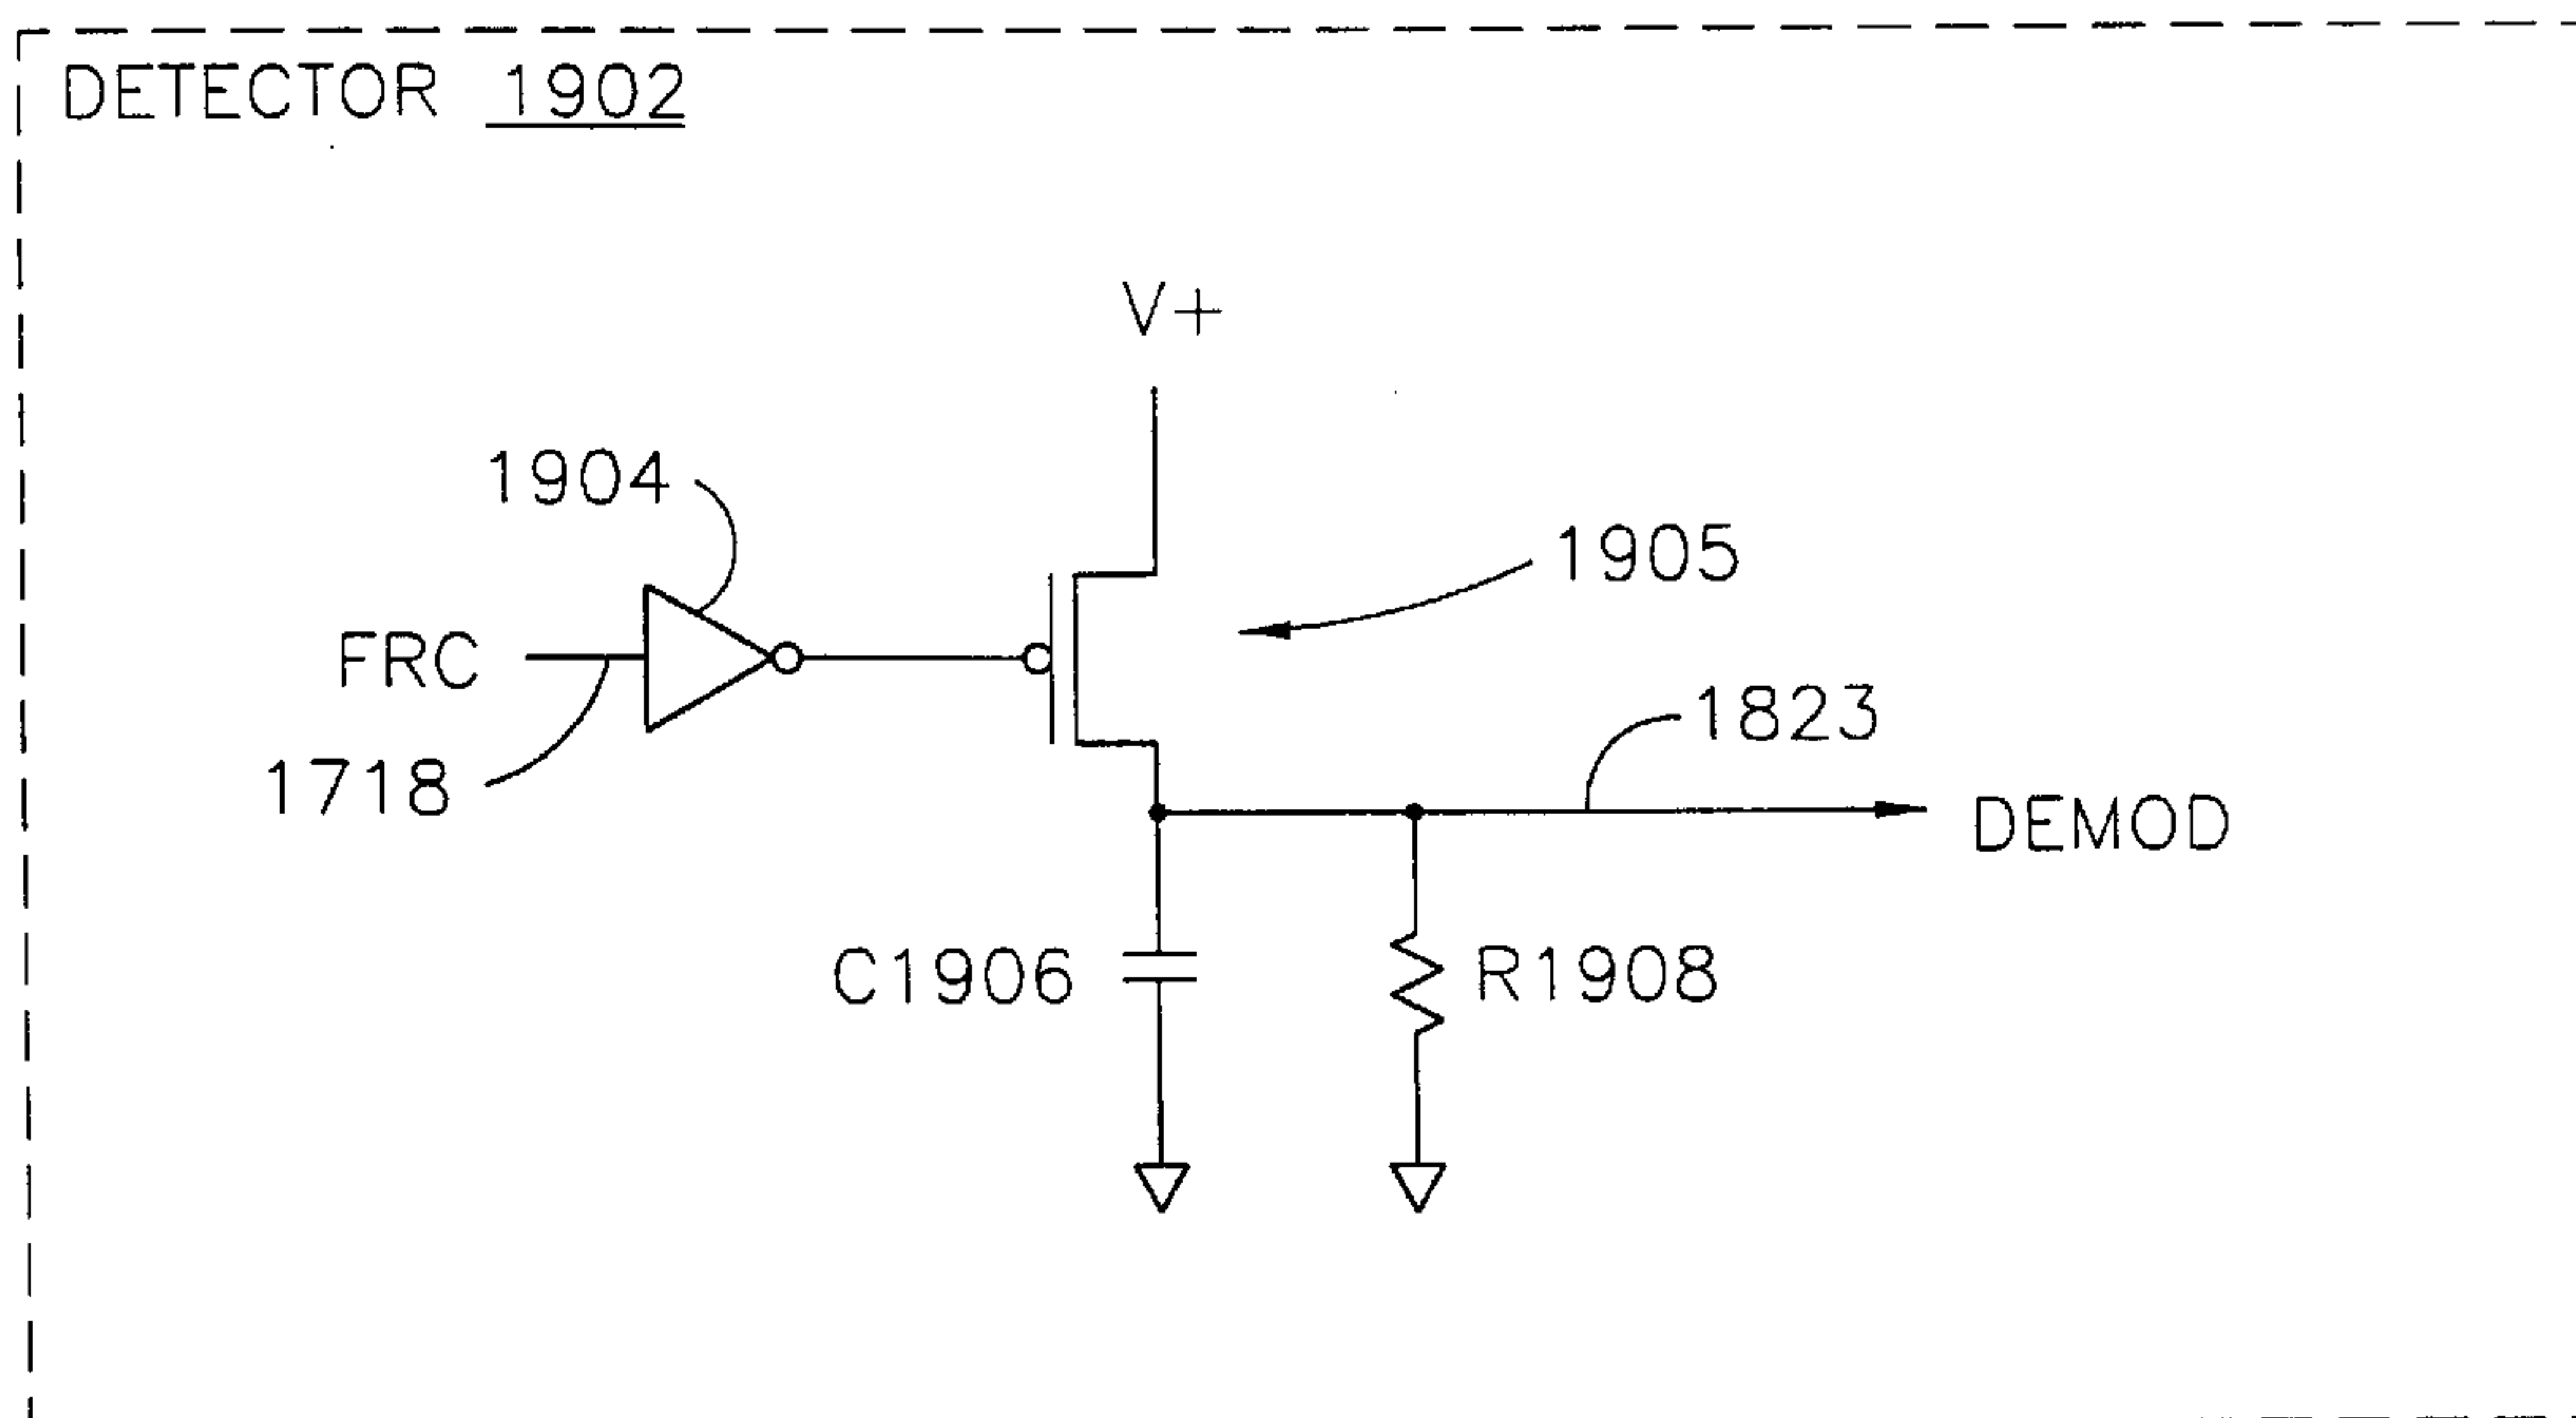 DETECTOR 1902
V+
1904
1905
FRC
1823
1718
DEMOD
C1906
R1908